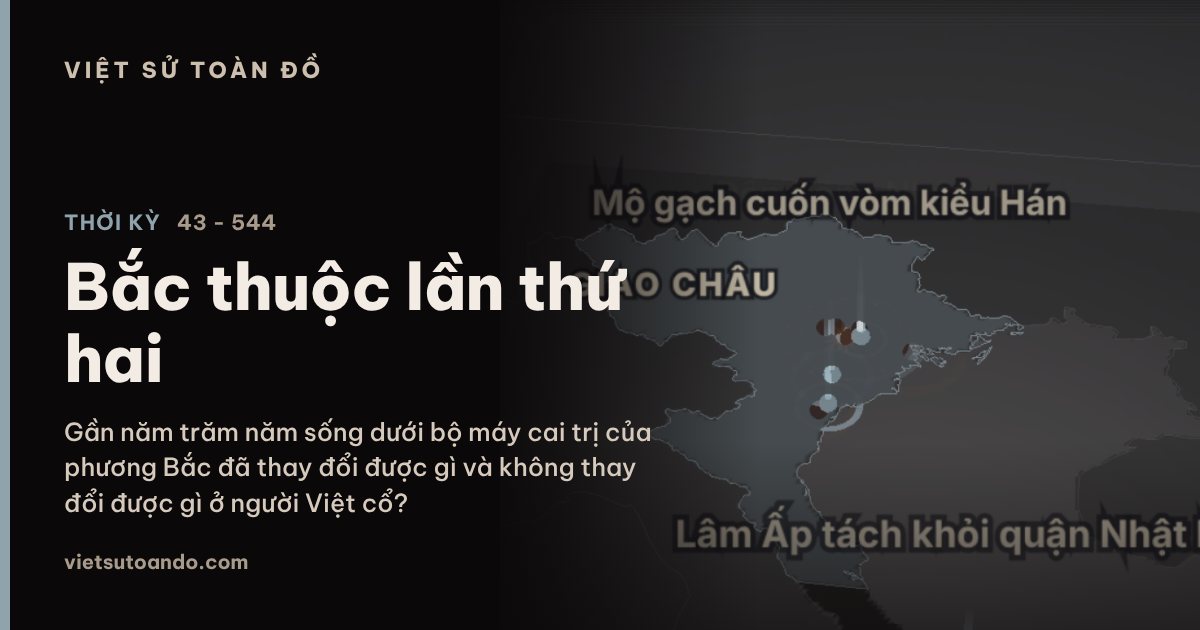 VIỆT SỬ TOÀN ĐỒ
THỜI KỲ 43 – 544
Bắc thuộc lần thứ
hai
Gần năm trăm năm sống dưới bộ máy cai trị của
phương Bắc đã thay đổi được gì và không thay
đổi được gì ở người Việt cổ?
vietsutoando.com
Mộ gạch cuốn vòm kiểu Hán
GIAO CHÂU
Lâm Ấp tách khỏi quận Nhật